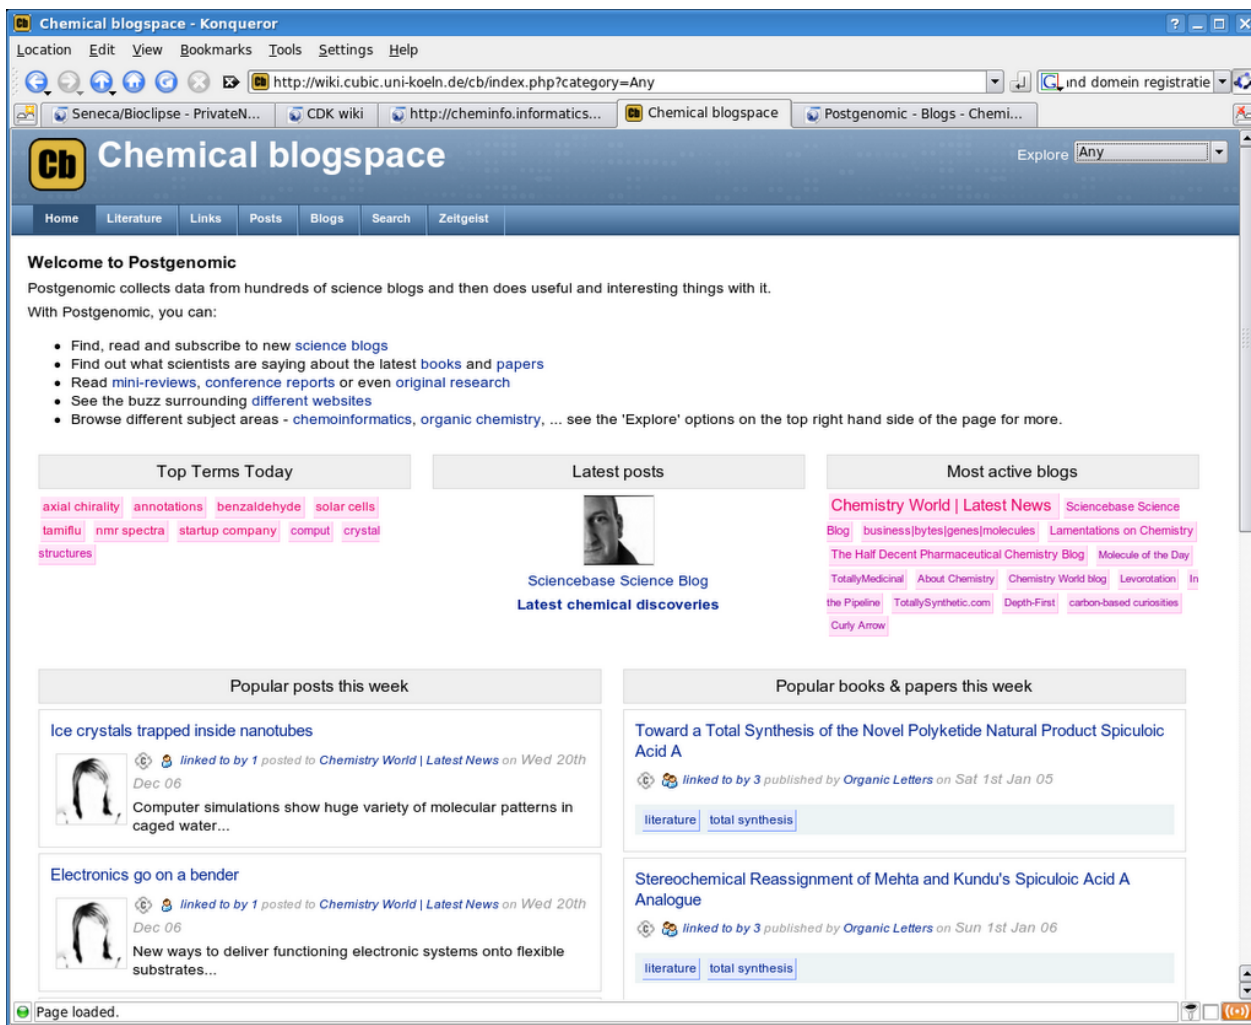 Chemical blogspace - Konqueror
Location Edit View Bookmarks Tools Settings Help
http://wiki.cubic.uni-koeln.de/cb/index.php?category=Any
ind domein registratie
Seneca/Bioclipse - PrivateN... CDK wiki http://cheminfo.informatics... Chemical blogspace Postgenomic - Blogs - Chemi...
Cb Chemical blogspace
Explore Any
Home Literature Links Posts Blogs Search Zeitgeist
Welcome to Postgenomic
Postgenomic collects data from hundreds of science blogs and then does useful and interesting things with it.
With Postgenomic, you can:
• Find, read and subscribe to new science blogs
• Find out what scientists are saying about the latest books and papers
• Read mini-reviews, conference reports or even original research
• See the buzz surrounding different websites
• Browse different subject areas - chemoinformatics, organic chemistry, ... see the 'Explore' options on the top right hand side of the page for more.
Top Terms Today
axial chirality annotations benzaldehyde solar cells
tamiflu nmr spectra startup company comput crystal
structures
Latest posts
Sciencebase Science Blog
Latest chemical discoveries
Most active blogs
Chemistry World | Latest News Sciencebase Science
Blog business|bytes|genes|molecules Lamentations on Chemistry
The Half Decent Pharmaceutical Chemistry Blog Molecule of the Day
TotallyMedicinal About Chemistry Chemistry World blog Levorotation In
the Pipeline TotallySynthetic.com Depth-First carbon-based curiosities
Curly Arrow
Popular posts this week
Ice crystals trapped inside nanotubes
linked to by 1 posted to Chemistry World | Latest News on Wed 20th
Dec 06
Computer simulations show huge variety of molecular patterns in
caged water...
Electronics go on a bender
linked to by 1 posted to Chemistry World | Latest News on Wed 20th
Dec 06
New ways to deliver functioning electronic systems onto flexible
substrates...
Popular books & papers this week
Toward a Total Synthesis of the Novel Polyketide Natural Product Spiculoic
Acid A
linked to by 3 published by Organic Letters on Sat 1st Jan 05
literature total synthesis
Stereochemical Reassignment of Mehta and Kundu's Spiculoic Acid A
Analogue
linked to by 3 published by Organic Letters on Sun 1st Jan 06
literature total synthesis
Page loaded.